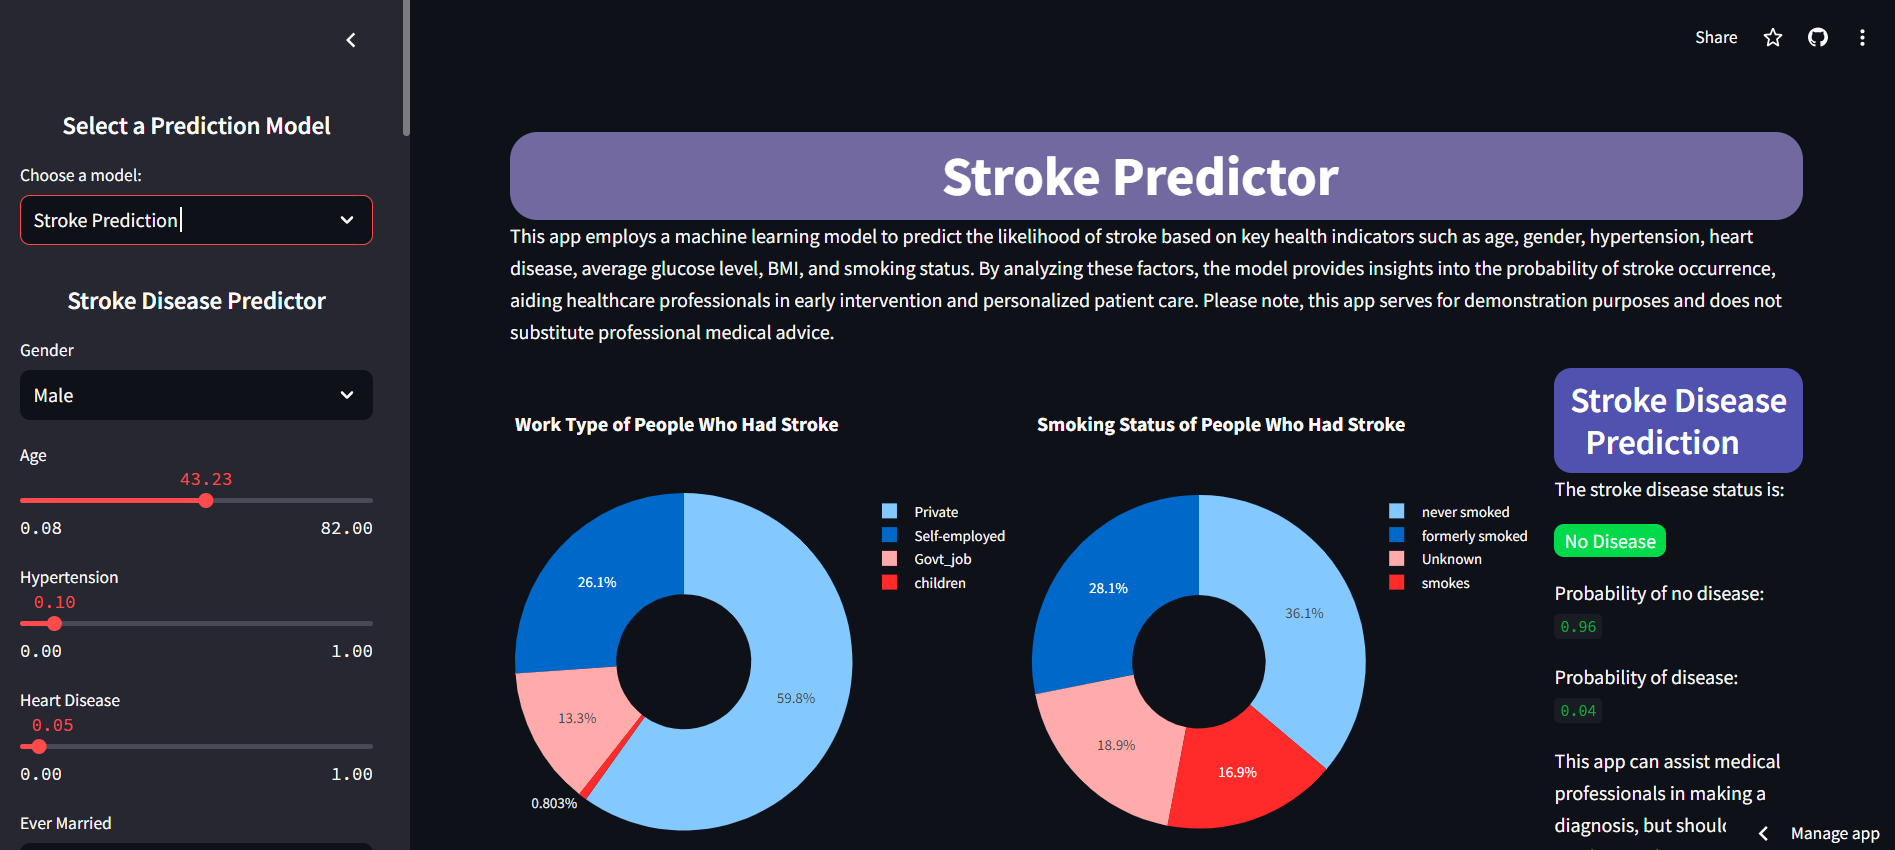 Select a Prediction Model
Choose a model:
Stroke Prediction
Stroke Disease Predictor
Gender
Male
Age
43.23
0.08 82.00
Hypertension
0.10
0.00 1.00
Heart Disease
0.05
0.00 1.00
Ever Married
Share
Stroke Predictor
This app employs a machine learning model to predict the likelihood of stroke based on key health indicators such as age, gender, hypertension, heart
disease, average glucose level, BMI, and smoking status. By analyzing these factors, the model provides insights into the probability of stroke occurrence,
aiding healthcare professionals in early intervention and personalized patient care. Please note, this app serves for demonstration purposes and does not
substitute professional medical advice.
Work Type of People Who Had Stroke
Private
Self-employed
Govt_job
children
26.1%
59.8%
13.3%
0.803%
Smoking Status of People Who Had Stroke
never smoked
formerly smoked
Unknown
smokes
28.1%
36.1%
18.9%
16.9%
Stroke Disease
Prediction
The stroke disease status is:
No Disease
Probability of no disease:
0.96
Probability of disease:
0.04
This app can assist medical
professionals in making a
diagnosis, but
Manage app